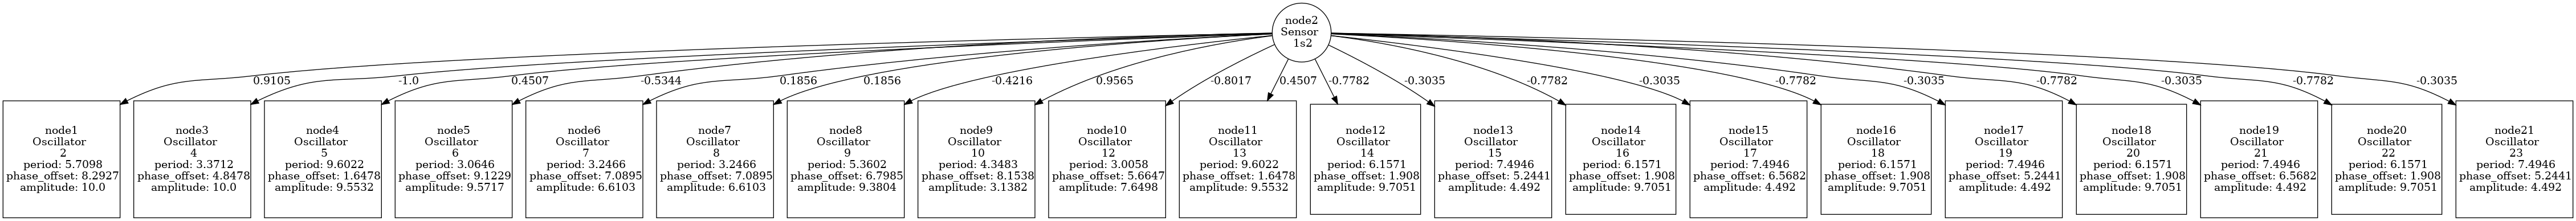 node2
Sensor
1s2
0.9105
-1.0
0.4507
-0.5344
0.1856
0.1856
-0.4216
0.9565
-0.8017
0.4507
-0.7782
-0.3035
-0.7782
-0.3035
-0.7782
-0.3035
-0.7782
-0.3035
-0.7782
-0.3035
node1
Oscillator
2
period: 5.7098
phase_offset: 8.2927
amplitude: 10.0
node3
Oscillator
4
period: 3.3712
phase_offset: 4.8478
amplitude: 10.0
node4
Oscillator
5
period: 9.6022
phase_offset: 1.6478
amplitude: 9.5532
node5
Oscillator
6
period: 3.0646
phase_offset: 9.1229
amplitude: 9.5717
node6
Oscillator
7
period: 3.2466
phase_offset: 7.0895
amplitude: 6.6103
node7
Oscillator
8
period: 3.2466
phase_offset: 7.0895
amplitude: 6.6103
node8
Oscillator
9
period: 5.3602
phase_offset: 6.7985
amplitude: 9.3804
node9
Oscillator
10
period: 4.3483
phase_offset: 8.1538
amplitude: 3.1382
node10
Oscillator
12
period: 3.0058
phase_offset: 5.6647
amplitude: 7.6498
node11
Oscillator
13
period: 9.6022
phase_offset: 1.6478
amplitude: 9.5532
node12
Oscillator
14
period: 6.1571
phase_offset: 1.908
amplitude: 9.7051
node13
Oscillator
15
period: 7.4946
phase_offset: 5.2441
amplitude: 4.492
node14
Oscillator
16
period: 6.1571
phase_offset: 1.908
amplitude: 9.7051
node15
Oscillator
17
period: 7.4946
phase_offset: 6.5682
amplitude: 4.492
node16
Oscillator
18
period: 6.1571
phase_offset: 1.908
amplitude: 9.7051
node17
Oscillator
19
period: 7.4946
phase_offset: 5.2441
amplitude: 4.492
node18
Oscillator
20
period: 6.1571
phase_offset: 1.908
amplitude: 9.7051
node19
Oscillator
21
period: 7.4946
phase_offset: 6.5682
amplitude: 4.492
node20
Oscillator
22
period: 6.1571
phase_offset: 1.908
amplitude: 9.7051
node21
Oscillator
23
period: 7.4946
phase_offset: 5.2441
amplitude: 4.492